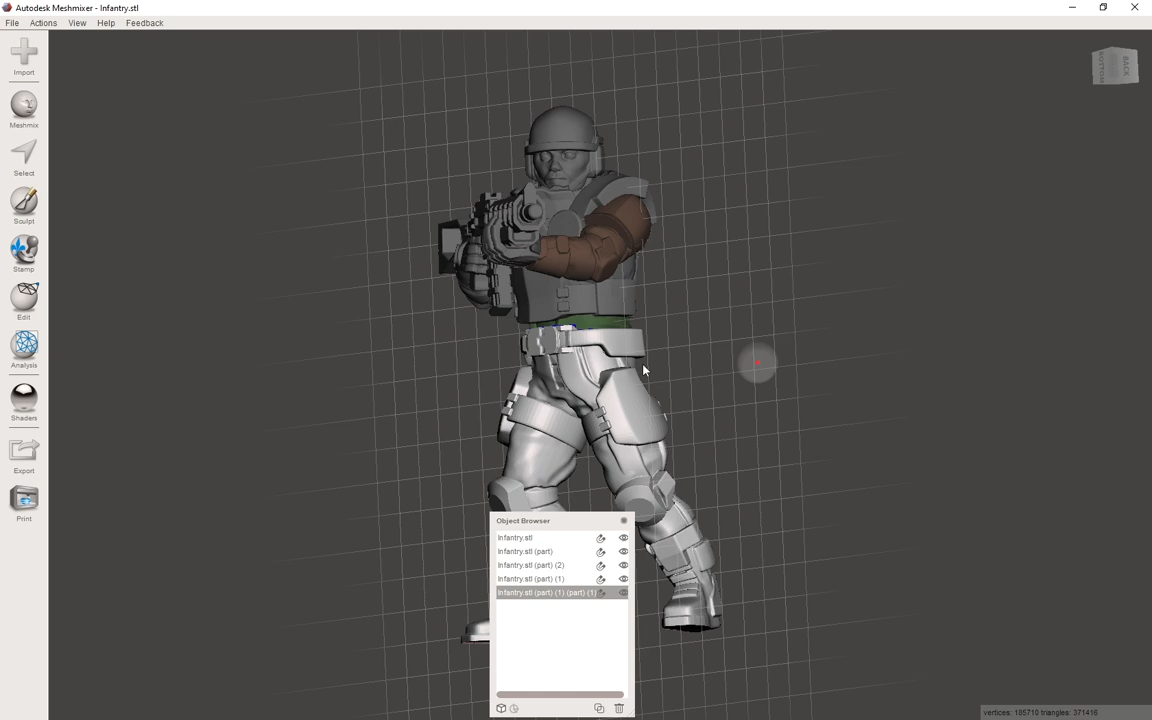 Autodesk Meshmixer - Infantry.stl
File Actions View Help Feedback
Import
Meshmix
Select
Sculpt
Stamp
Edit
Analysis
Shaders
Export
Print
BOTTOM
BACK
Object Browser
Infantry.stl
Infantry.stl (part)
Infantry.stl (part) (2)
Infantry.stl (part) (1)
Infantry.stl (part) (1) (part) (1)
vertices: 185710 triangles: 371416